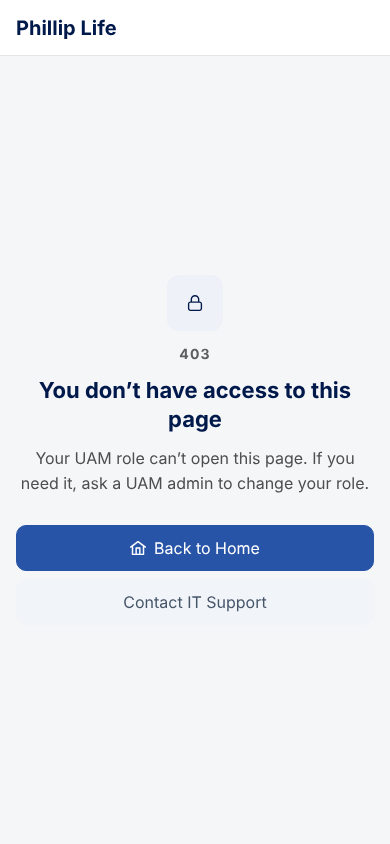 Phillip Life
403
You don’t have access to this
page
Your UAM role can’t open this page. If you
need it, ask a UAM admin to change your role.
Back to Home
Contact IT Support